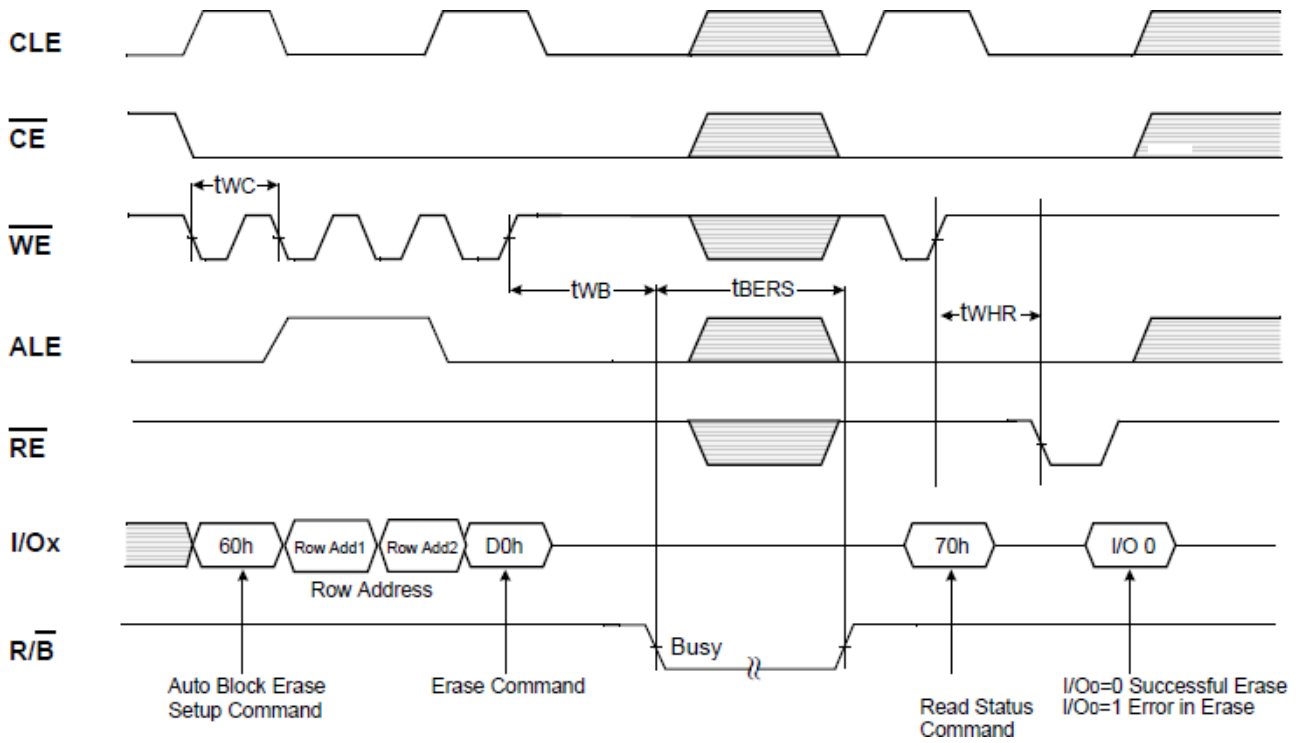 CLE
CE
tWC
WE
tWB
tBERS
tWHR
ALE
RE
I/Ox
60h
Row Add1
Row Add2
D0h
70h
I/O 0
Row Address
R/B
Busy
Auto Block Erase
Setup Command
Erase Command
Read Status
Command
I/O0=0 Successful Erase
I/O0=1 Error in Erase